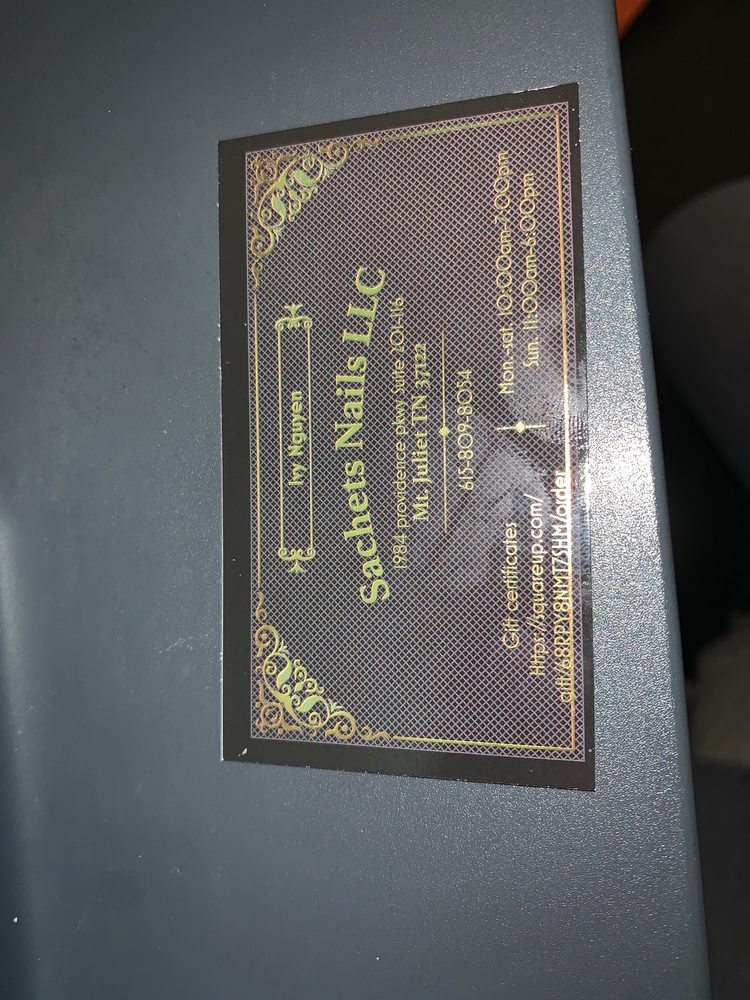 Ivy Nguyen
Sachets Nails LLC
1984 providence pkwy Suite 201-116
Mt. Juliet TN 37122
615-809-8054
Gift certificates
https://squareup.com/
Mon.-sat. 10:00am-7:00pm
Sun. 11:00am-6:00pm